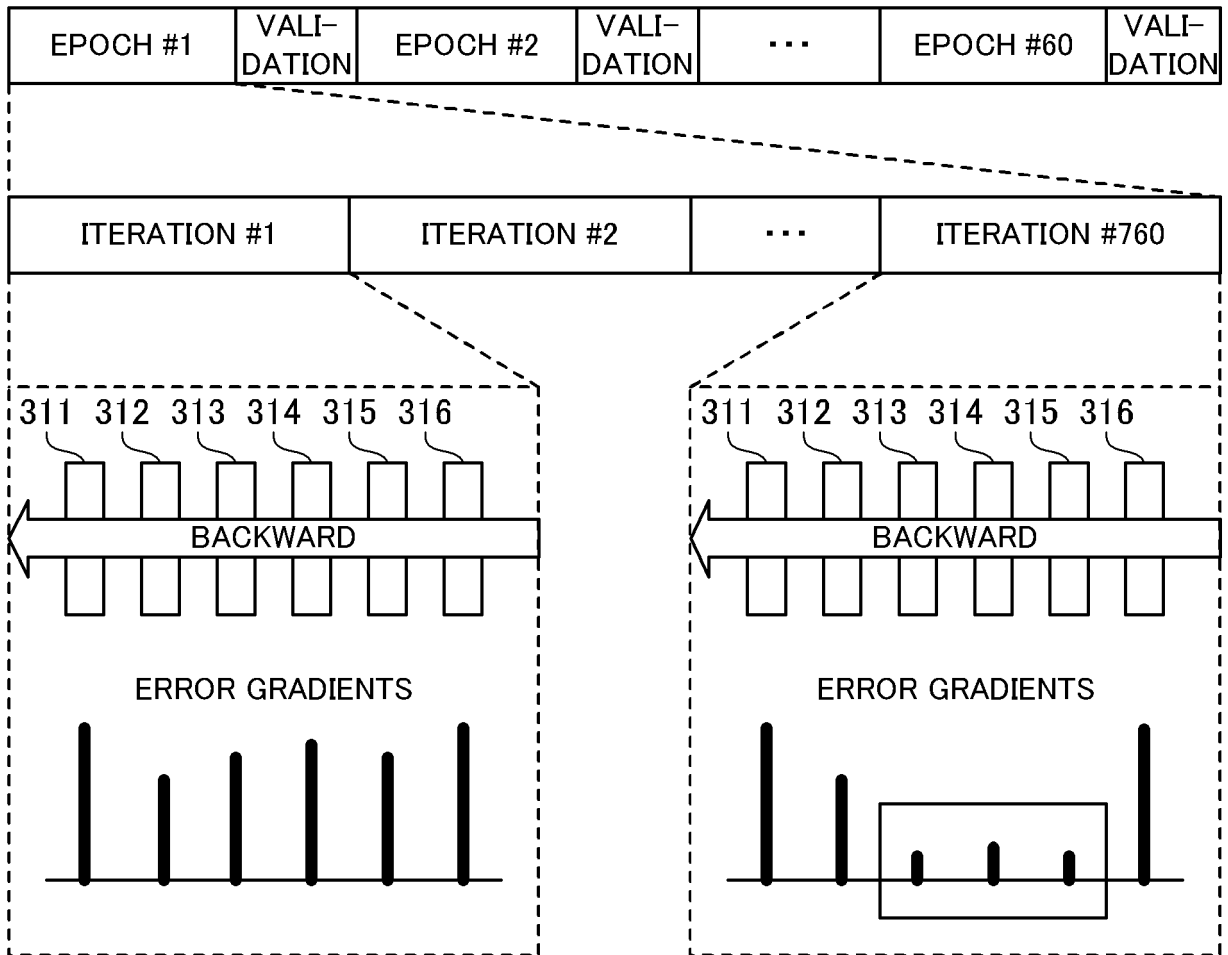 EPOCH #1 VALI-DATION EPOCH #2 VALI-DATION ... EPOCH #60 VALI-DATION
ITERATION #1 ITERATION #2 ... ITERATION #760
311 312 313 314 315 316
BACKWARD
ERROR GRADIENTS
311 312 313 314 315 316
BACKWARD
ERROR GRADIENTS